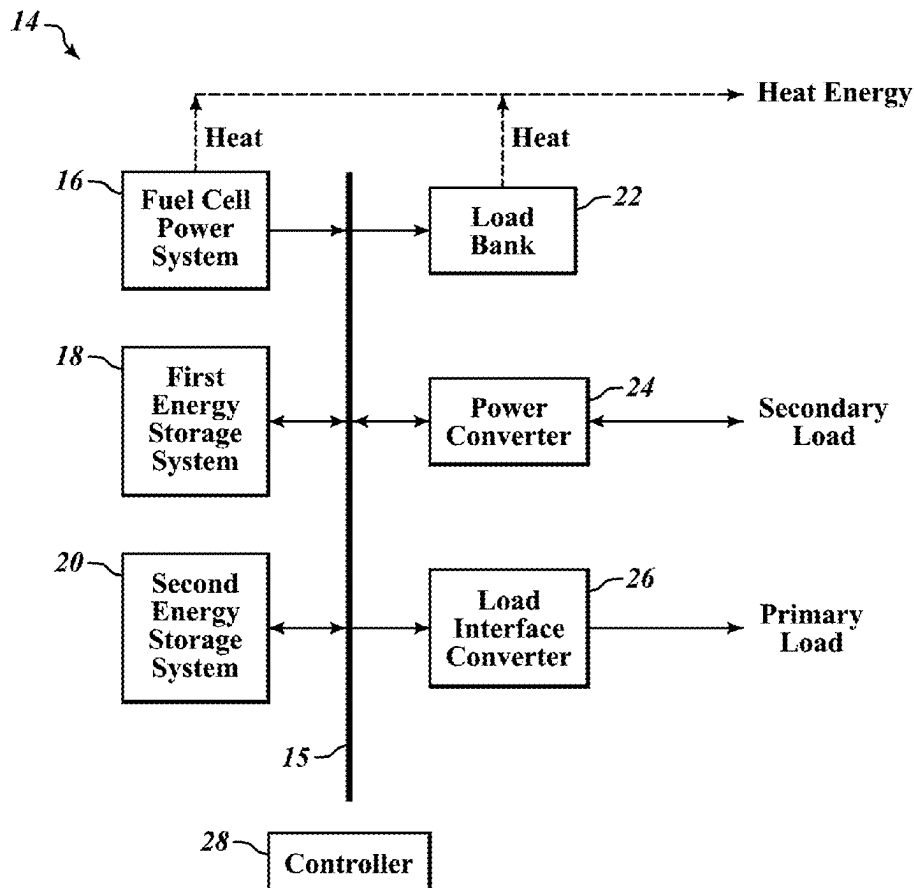 14
Heat Energy
Heat
Heat
16
Fuel Cell
Power
System
22
Load
Bank
18
First
Energy
Storage
System
24
Power
Converter
Secondary
Load
20
Second
Energy
Storage
System
26
Load
Interface
Converter
Primary
Load
15
28
Controller